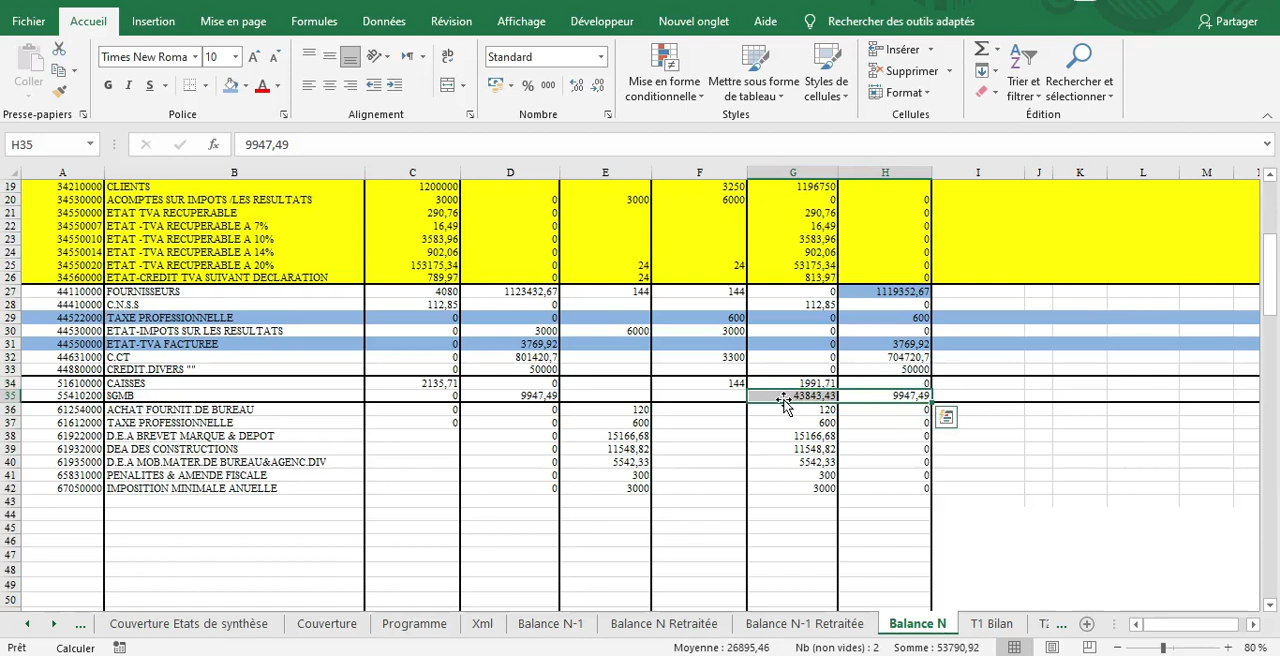 Fichier Accueil Insertion Mise en page Formules Données Révision Affichage Développeur Nouvel onglet Aide Rechercher des outils adaptés Partager
Coller
Presse-papiers
Times New Roma 10
G I S
Police
Alignement
Standard
% 000
Nombre
Mise en forme conditionnelle
Mettre sous forme de tableau
Styles de cellules
Styles
Insérer
Supprimer
Format
Cellules
Trier et filtrer
Rechercher et sélectionner
Édition
H35 fx 9947,49
A B C D E F G H I J K L M
19 34210000 CLIENTS 1200000 3250 1196750 0
20 34530000 ACOMPTES SUR IMPOTS /LES RESULTATS 3000 0 3000 6000 0 0
21 34550000 ETAT TVA RECUPERABLE 290,76 0 290,76 0
22 34550007 ETAT -TVA RECUPERABLE A 7% 16,49 0 16,49 0
23 34550010 ETAT -TVA RECUPERABLE A 10% 3583,96 0 3583,96 0
24 34550014 ETAT -TVA RECUPERABLE A 14% 902,06 0 902,06 0
25 34550020 ETAT -TVA RECUPERABLE A 20% 153175,34 0 24 24 53175,34 0
26 34560000 ETAT-CREDIT TVA SUIVANT DECLARATION 789,97 0 24 813,97 0
27 44110000 FOURNISSEURS 4080 1123432,67 144 144 0 1119352,67
28 44410000 C.N.S.S 112,85 0 112,85 0
29 44522000 TAXE PROFESSIONNELLE 0 0 600 0 600
30 44530000 ETAT-IMPOTS SUR LES RESULTATS 0 3000 6000 3000 0 0
31 44550000 ETAT-TVA FACTUREE 0 3769,92 0 3769,92
32 44631000 C.CT 0 801420,7 3300 0 704720,7
33 44880000 CREDIT.DIVERS "" 0 50000 0 50000
34 51610000 CAISSES 2135,71 0 144 1991,71 0
35 55410200 SGMB 0 9947,49 43843,43 9947,49
36 61254000 ACHAT FOURNIT.DE BUREAU 0 0 120 120 0
37 61612000 TAXE PROFESSIONNELLE 0 0 600 600 0
38 61922000 D.E.A BREVET MARQUE & DEPOT 0 15166,68 15166,68 0
39 61932000 DEA DES CONSTRUCTIONS 0 11548,82 11548,82 0
40 61935000 D.E.A MOB.MATER.DE BUREAU&AGENC.DIV 0 5542,33 5542,33 0
41 65831000 PENALITES & AMENDE FISCALE 0 300 300 0
42 67050000 IMPOSITION MINIMALE ANUELLE 0 3000 3000 0
43
44
45
46
47
48
49
50
... Couverture Etats de synthèse Couverture Programme Xml Balance N-1 Balance N Retraitée Balance N-1 Retraitée Balance N T1 Bilan ...
Prêt Calculer Moyenne : 26895,46 Nb (non vides) : 2 Somme : 53790,92 80 %